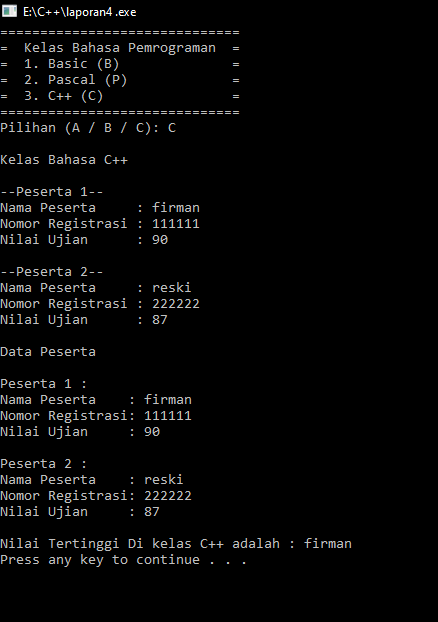 E:\C++\laporan4.exe
==============================
=  Kelas Bahasa Pemrograman  =
=  1. Basic (B)              =
=  2. Pascal (P)             =
=  3. C++ (C)                =
==============================
Pilihan (A / B / C): C
Kelas Bahasa C++
--Peserta 1--
Nama Peserta     : firman
Nomor Registrasi : 111111
Nilai Ujian      : 90
--Peserta 2--
Nama Peserta     : reski
Nomor Registrasi : 222222
Nilai Ujian      : 87
Data Peserta
Peserta 1 :
Nama Peserta    : firman
Nomor Registrasi: 111111
Nilai Ujian     : 90
Peserta 2 :
Nama Peserta    : reski
Nomor Registrasi: 222222
Nilai Ujian     : 87
Nilai Tertinggi Di kelas C++ adalah : firman
Press any key to continue . . .